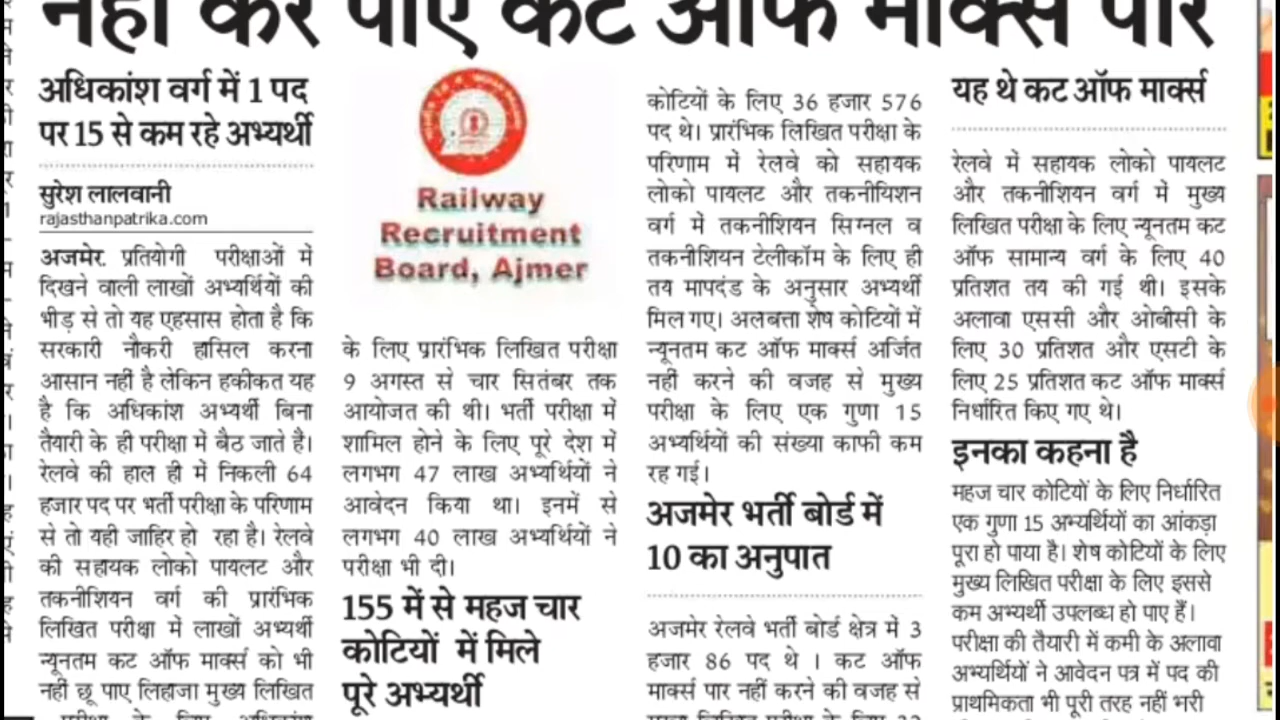 नहीं कर पाए कट ऑफ मार्क्स पार
अधिकांश वर्ग में 1 पद
पर 15 से कम रहे अभ्यर्थी
सुरेश लालवानी
rajasthanpatrika.com
अजमेर. प्रतियोगी परीक्षाओं में
दिखने वाली लाखों अभ्यर्थियों की
भीड़ से तो यह एहसास होता है कि
सरकारी नौकरी हासिल करना
आसान नहीं है लेकिन हकीकत यह
है कि अधिकांश अभ्यर्थी बिना
तैयारी के ही परीक्षा में बैठ जाते हैं।
रेलवे की हाल ही में निकली 64
हजार पद पर भर्ती परीक्षा के परिणाम
से तो यही जाहिर हो रहा है। रेलवे
की सहायक लोको पायलट और
तकनीशियन वर्ग की प्रारंभिक
लिखित परीक्षा में लाखों अभ्यर्थी
न्यूनतम कट ऑफ मार्क्स को भी
नहीं छू पाए लिहाजा मुख्य लिखित
परीक्षा के लिए अधिकांश
Railway
Recruitment
Board, Ajmer
के लिए प्रारंभिक लिखित परीक्षा
9 अगस्त से चार सितंबर तक
आयोजत की थी। भर्ती परीक्षा में
शामिल होने के लिए पूरे देश में
लगभग 47 लाख अभ्यर्थियों ने
आवेदन किया था। इनमें से
लगभग 40 लाख अभ्यर्थियों ने
परीक्षा भी दी।
155 में से महज चार
कोटियों में मिले
पूरे अभ्यर्थी
कोटियों के लिए 36 हजार 576
पद थे। प्रारंभिक लिखित परीक्षा के
परिणाम में रेलवे को सहायक
लोको पायलट और तकनीयिशन
वर्ग में तकनीशियन सिग्नल व
तकनीशियन टेलीकॉम के लिए ही
तय मापदंड के अनुसार अभ्यर्थी
मिल गए। अलबत्ता शेष कोटियों में
न्यूनतम कट ऑफ मार्क्स अर्जित
नहीं करने की वजह से मुख्य
परीक्षा के लिए एक गुणा 15
अभ्यर्थियों की संख्या काफी कम
रह गई।
अजमेर भर्ती बोर्ड में
10 का अनुपात
अजमेर रेलवे भर्ती बोर्ड क्षेत्र में 3
हजार 86 पद थे । कट ऑफ
मार्क्स पार नहीं करने की वजह से
यह थे कट ऑफ मार्क्स
रेलवे में सहायक लोको पायलट
और तकनीशियन वर्ग में मुख्य
लिखित परीक्षा के लिए न्यूनतम कट
ऑफ सामान्य वर्ग के लिए 40
प्रतिशत तय की गई थी। इसके
अलावा एससी और ओबीसी के
लिए 30 प्रतिशत और एसटी के
लिए 25 प्रतिशत कट ऑफ मार्क्स
निर्धारित किए गए थे।
इनका कहना है
महज चार कोटियों के लिए निर्धारित
एक गुणा 15 अभ्यर्थियों का आंकड़ा
पूरा हो पाया है। शेष कोटियों के लिए
मुख्य लिखित परीक्षा के लिए इससे
कम अभ्यर्थी उपलब्ध हो पाए हैं।
परीक्षा की तैयारी में कमी के अलावा
अभ्यर्थियों ने आवेदन पत्र में पद की
प्राथमिकता भी पूरी तरह नहीं भरी